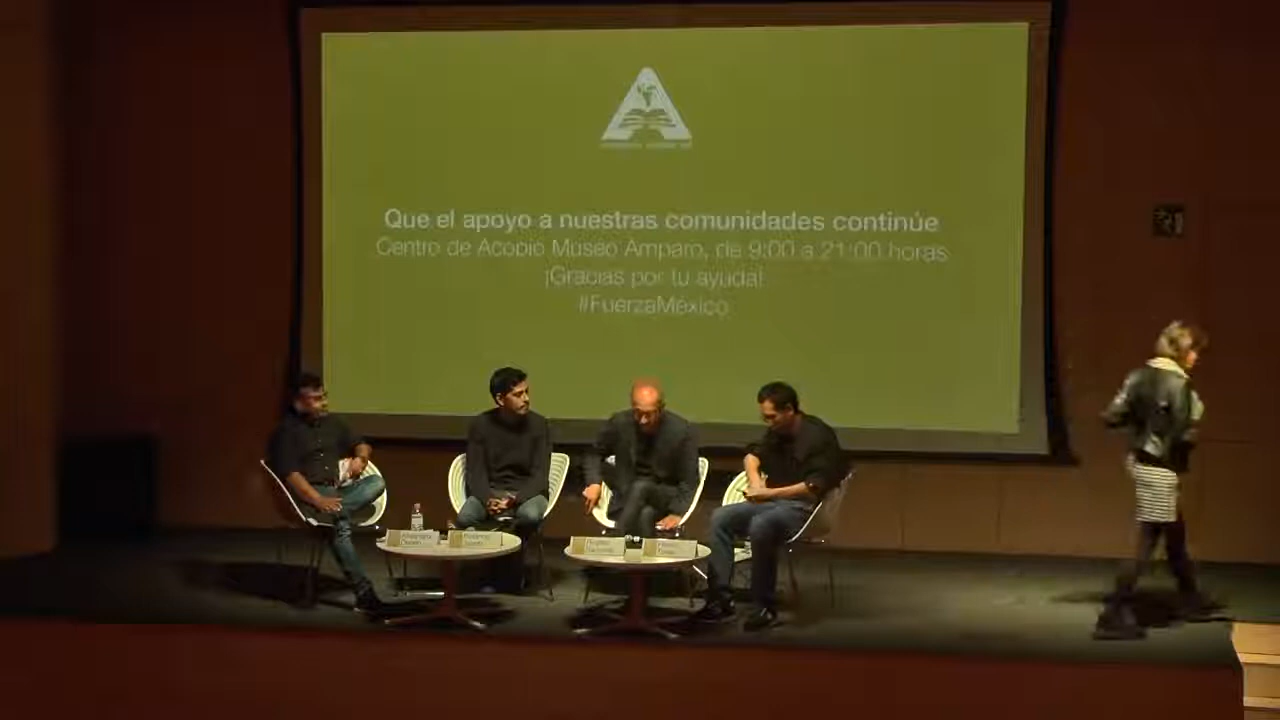 Que el apoyo a nuestras comunidades continúe
Centro de Acopio Museo Amparo, de 9:00 a 21:00 horas
¡Gracias por tu ayuda!
#FuerzaMéxico